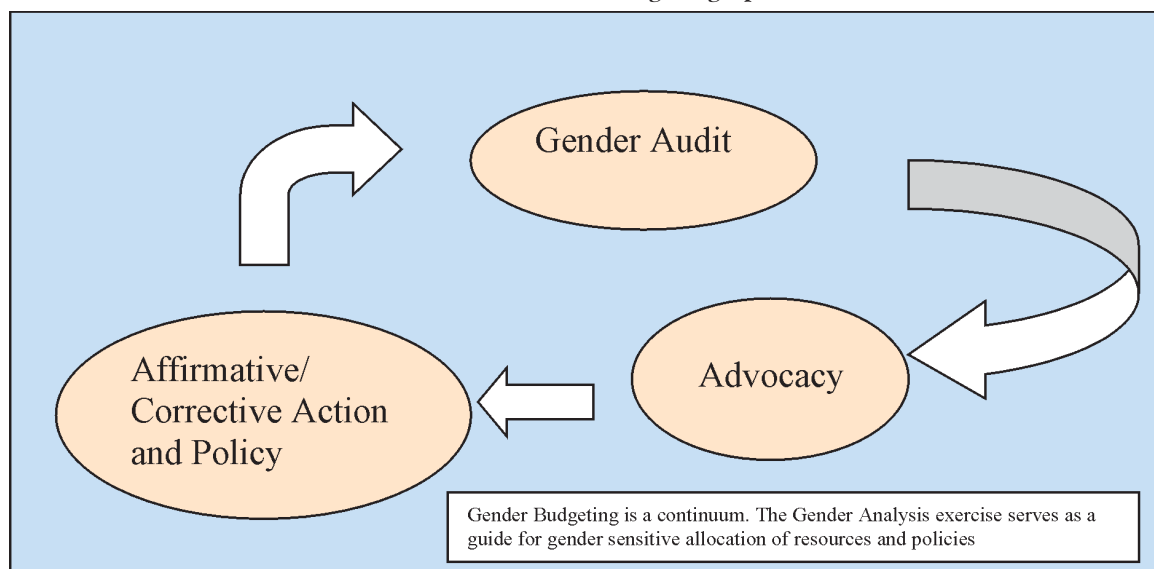 Gender Audit
Advocacy
Affirmative/
Corrective Action
and Policy
Gender Budgeting is a continuum. The Gender Analysis exercise serves as a
guide for gender sensitive allocation of resources and policies